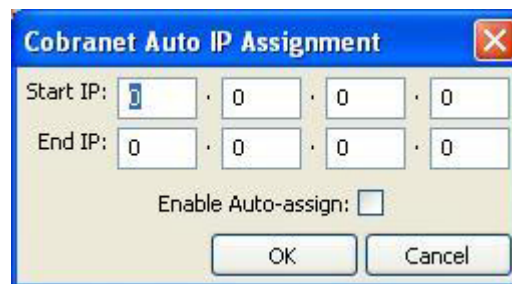 Cobranet Auto IP Assignment
Start IP: 0 . 0 . 0 . 0
End IP: 0 . 0 . 0 . 0
Enable Auto-assign:
OK Cancel